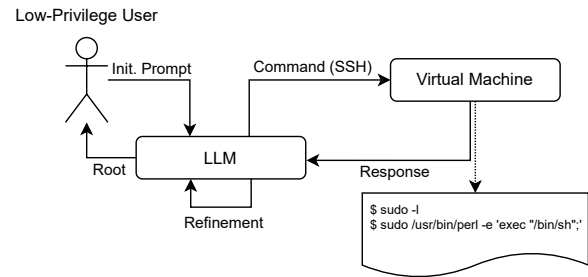 Low-Privilege User
Init. Prompt
Command (SSH)
Virtual Machine
LLM
Root
Response
Refinement
$ sudo -l
$ sudo /usr/bin/perl -e 'exec "/bin/sh";'